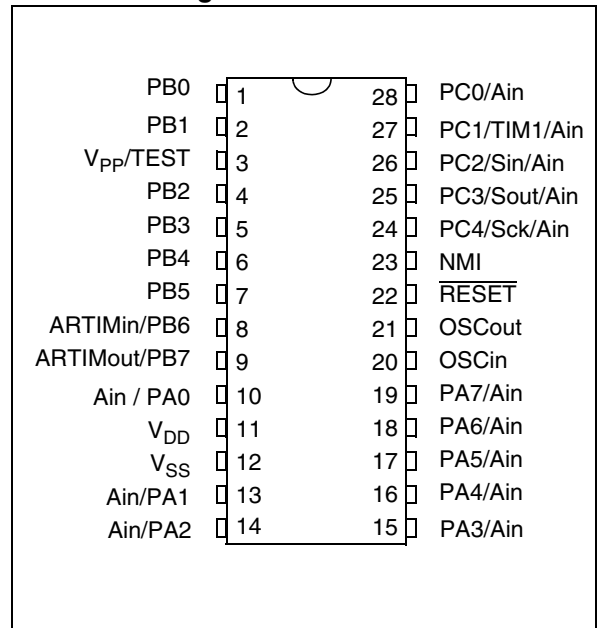 PB0 1 28 PC0/Ain
PB1 2 27 PC1/TIM1/Ain
VPP/TEST 3 26 PC2/Sin/Ain
PB2 4 25 PC3/Sout/Ain
PB3 5 24 PC4/Sck/Ain
PB4 6 23 NMI
PB5 7 22 RESET
ARTIMin/PB6 8 21 OSCout
ARTIMout/PB7 9 20 OSCin
Ain / PA0 10 19 PA7/Ain
VDD 11 18 PA6/Ain
VSS 12 17 PA5/Ain
Ain/PA1 13 16 PA4/Ain
Ain/PA2 14 15 PA3/Ain